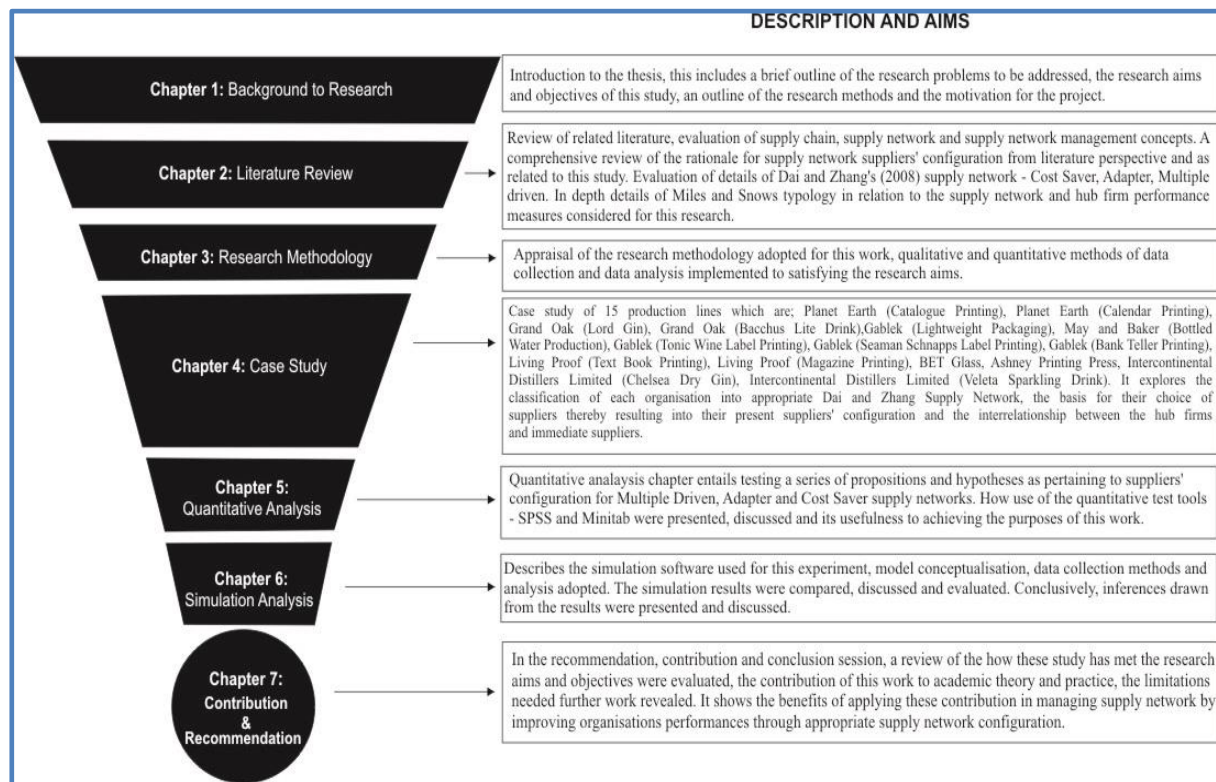 DESCRIPTION AND AIMS
Chapter 1: Background to Research
Introduction to the thesis, this includes a brief outline of the research problems to be addressed, the research aims
and objectives of this study, an outline of the research methods and the motivation for the project.
Chapter 2: Literature Review
Review of related literature, evaluation of supply chain, supply network and supply network management concepts. A
comprehensive review of the rationale for supply network suppliers' configuration from literature perspective and as
related to this study. Evaluation of details of Dai and Zhang's (2008) supply network - Cost Saver, Adapter, Multiple
driven. In depth details of Miles and Snows typology in relation to the supply network and hub firm performance
measures considered for this research.
Chapter 3: Research Methodology
Appraisal of the research methodology adopted for this work, qualitative and quantitative methods of data
collection and data analysis implemented to satisfying the research aims.
Chapter 4: Case Study
Case study of 15 production lines which are; Planet Earth (Catalogue Printing), Planet Earth (Calendar Printing),
Grand Oak (Lord Gin), Grand Oak (Bacchus Lite Drink),Gablek (Lightweight Packaging), May and Baker (Bottled
Water Production), Gablek (Tonic Wine Label Printing), Gablek (Seaman Schnapps Label Printing), Gablek (Bank Teller Printing),
Living Proof (Text Book Printing), Living Proof (Magazine Printing), BET Glass, Ashney Printing Press, Intercontinental
Distillers Limited (Chelsea Dry Gin), Intercontinental Distillers Limited (Veleta Sparkling Drink). It explores the
classification of each organisation into appropriate Dai and Zhang Supply Network, the basis for their choice of
suppliers thereby resulting into their present suppliers' configuration and the interrelationship between the hub firms
and immediate suppliers.
Chapter 5:
Quantitative Analysis
Quantitative analaysis chapter entails testing a series of propositions and hypotheses as pertaining to suppliers'
configuration for Multiple Driven, Adapter and Cost Saver supply networks. How use of the quantitative test tools
- SPSS and Minitab were presented, discussed and its usefulness to achieving the purposes of this work.
Chapter 6:
Simulation Analysis
Describes the simulation software used for this experiment, model conceptualisation, data collection methods and
analysis adopted. The simulation results were compared, discussed and evaluated. Conclusively, inferences drawn
from the results were presented and discussed.
Chapter 7:
Contribution
&
Recommendation
In the recommendation, contribution and conclusion session, a review of the how these study has met the research
aims and objectives were evaluated, the contribution of this work to academic theory and practice, the limitations
needed further work revealed. It shows the benefits of applying these contribution in managing supply network by
improving organisations performances through appropriate supply network configuration.